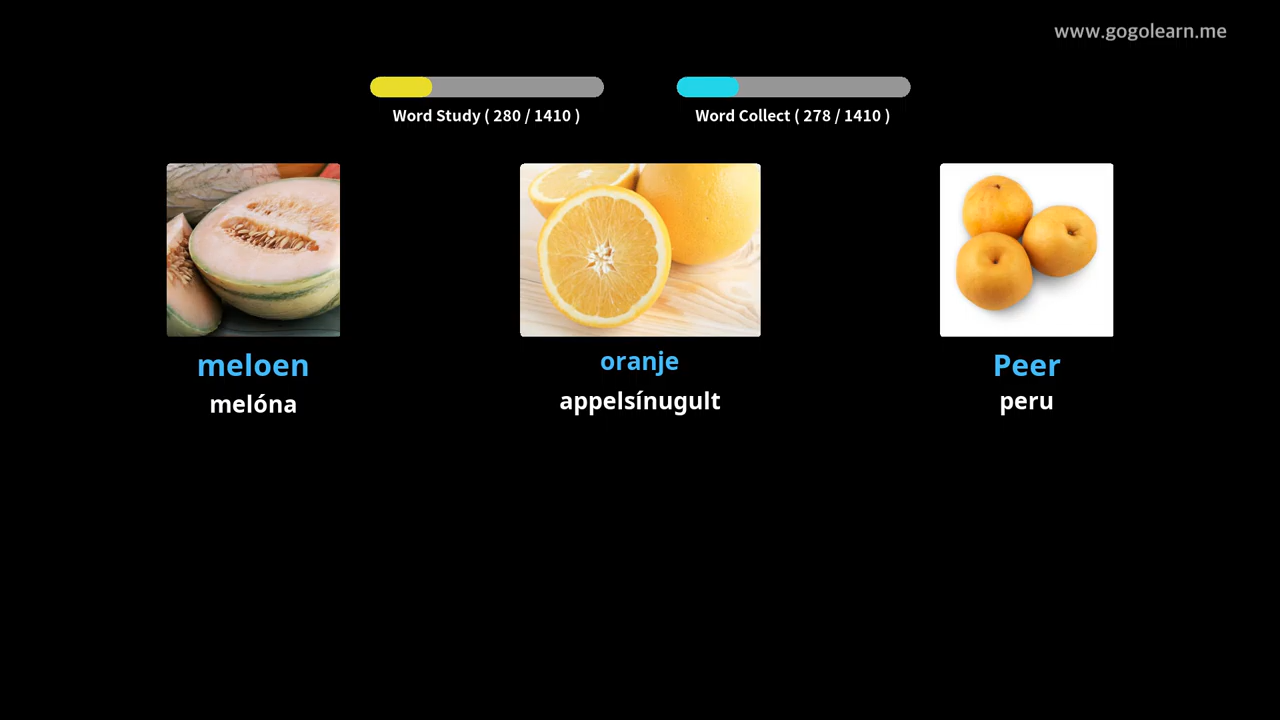 www.gogolearn.me
Word Study ( 280 / 1410 )
Word Collect ( 278 / 1410 )
meloen
melóna
oranje
appelsínugult
Peer
peru